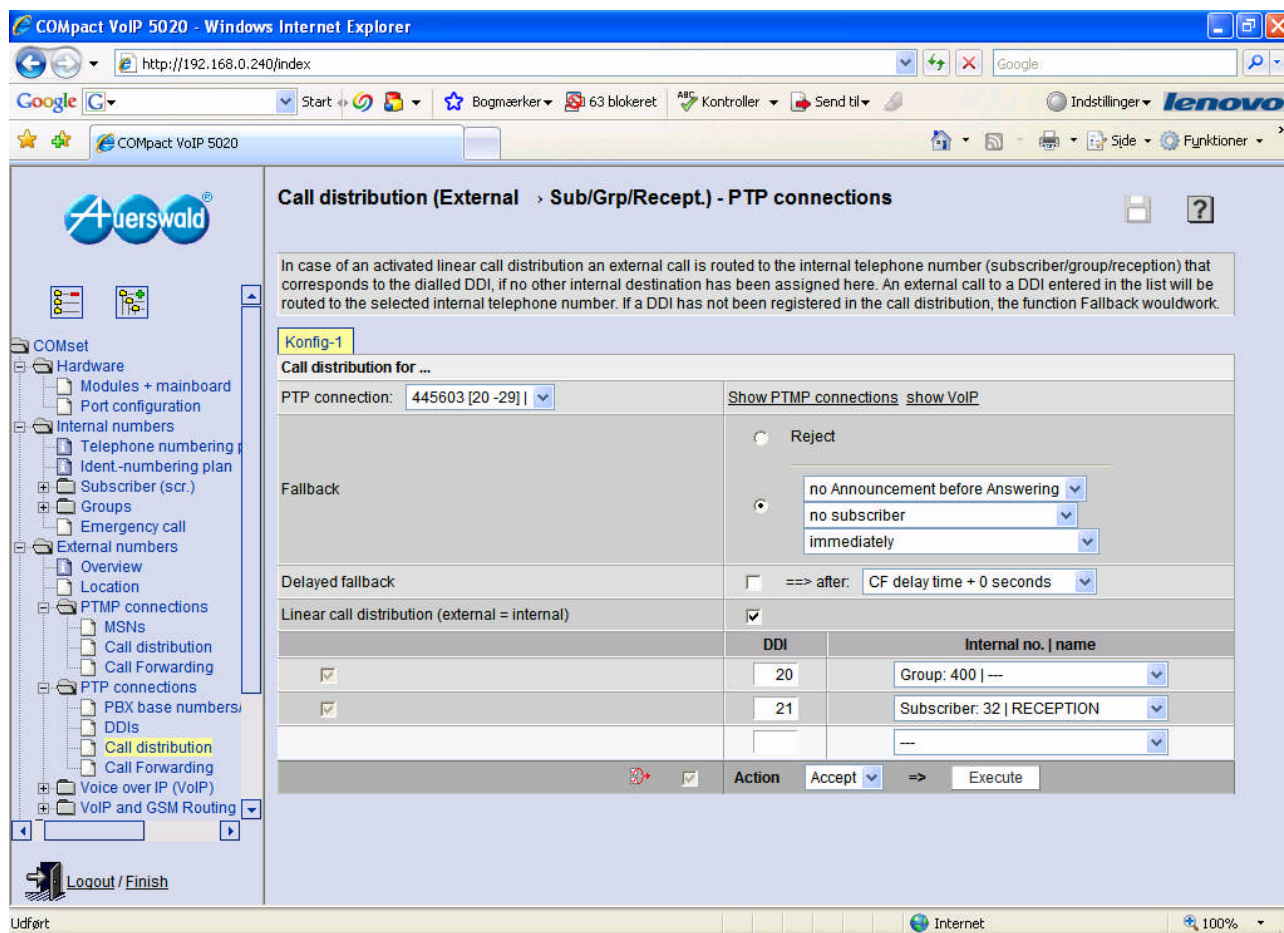 COMpact VoIP 5020 - Windows Internet Explorer
http://192.168.0.240/index
Google
Google G
Start
Bogmærker
63 blokeret
ABC
Kontroller
Send til
Indstillinger
lenovo
COMpact VoIP 5020
Side
Funktioner
Auerswald®
COMset
Hardware
Modules + mainboard
Port configuration
Internal numbers
Telephone numbering p
Ident.-numbering plan
Subscriber (scr.)
Groups
Emergency call
External numbers
Overview
Location
PTMP connections
MSNs
Call distribution
Call Forwarding
PTP connections
PBX base numbers/
DDIs
Call distribution
Call Forwarding
Voice over IP (VoIP)
VoIP and GSM Routing
Logout / Finish
Call distribution (External › Sub/Grp/Recept.) - PTP connections
?
In case of an activated linear call distribution an external call is routed to the internal telephone number (subscriber/group/reception) that
corresponds to the dialled DDI, if no other internal destination has been assigned here. An external call to a DDI entered in the list will be
routed to the selected internal telephone number. If a DDI has not been registered in the call distribution, the function Fallback wouldwork.
Konfig-1
Call distribution for ...
PTP connection: 445603 [20 -29] |
Show PTMP connections show VoIP
Reject
Fallback
no Announcement before Answering
no subscriber
immediately
Delayed fallback ==> after: CF delay time + 0 seconds
Linear call distribution (external = internal)
DDI Internal no. | name
20 Group: 400 | ---
21 Subscriber: 32 | RECEPTION
---
Action Accept => Execute
Udført Internet 100%